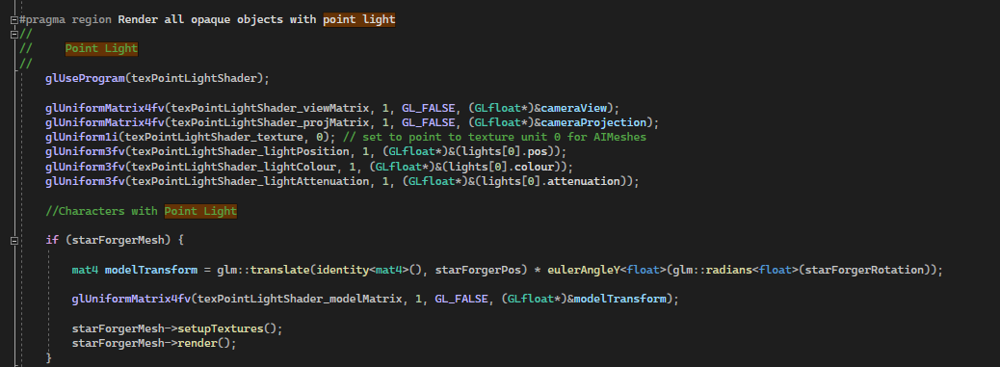 #pragma region Render all opaque objects with point light
//
// Point Light
//
glUseProgram(texPointLightShader);
glUniformMatrix4fv(texPointLightShader_viewMatrix, 1, GL_FALSE, (GLfloat*)&cameraView);
glUniformMatrix4fv(texPointLightShader_projMatrix, 1, GL_FALSE, (GLfloat*)&cameraProjection);
glUniform1i(texPointLightShader_texture, 0); // set to point to texture unit 0 for AIMeshes
glUniform3fv(texPointLightShader_lightPosition, 1, (GLfloat*)&(lights[0].pos));
glUniform3fv(texPointLightShader_lightColour, 1, (GLfloat*)&(lights[0].colour));
glUniform3fv(texPointLightShader_lightAttenuation, 1, (GLfloat*)&(lights[0].attenuation));
//Characters with Point Light
if (starForgerMesh) {
mat4 modelTransform = glm::translate(identity<mat4>(), starForgerPos) * eulerAngleY<float>(glm::radians<float>(starForgerRotation));
glUniformMatrix4fv(texPointLightShader_modelMatrix, 1, GL_FALSE, (GLfloat*)&modelTransform);
starForgerMesh->setupTextures();
starForgerMesh->render();
}